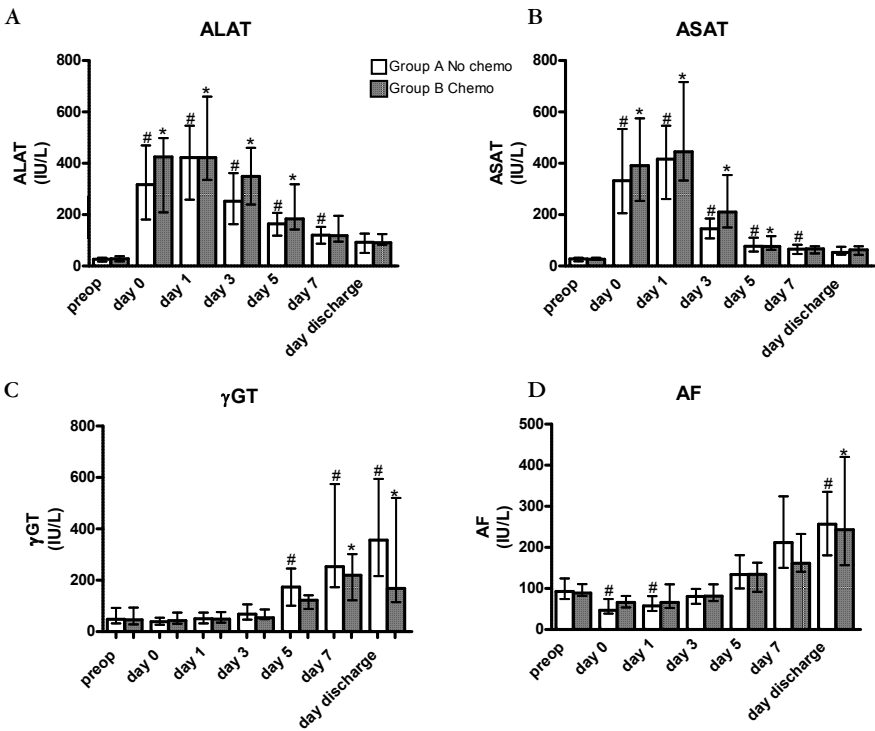 A
ALAT
800
600
400
200
0
ALAT
(IU/L)
# * # * # * # * #
preop
day 0
day 1
day 3
day 5
day 7
day discharge
Group A No chemo
Group B Chemo
B
ASAT
800
600
400
200
0
ASAT
(IU/L)
# * # * # * # * #
preop
day 0
day 1
day 3
day 5
day 7
day discharge
C
γGT
800
600
400
200
0
γGT
(IU/L)
# # * # *
preop
day 0
day 1
day 3
day 5
day 7
day discharge
D
AF
500
400
300
200
100
0
AF
(IU/L)
# # # *
preop
day 0
day 1
day 3
day 5
day 7
day discharge